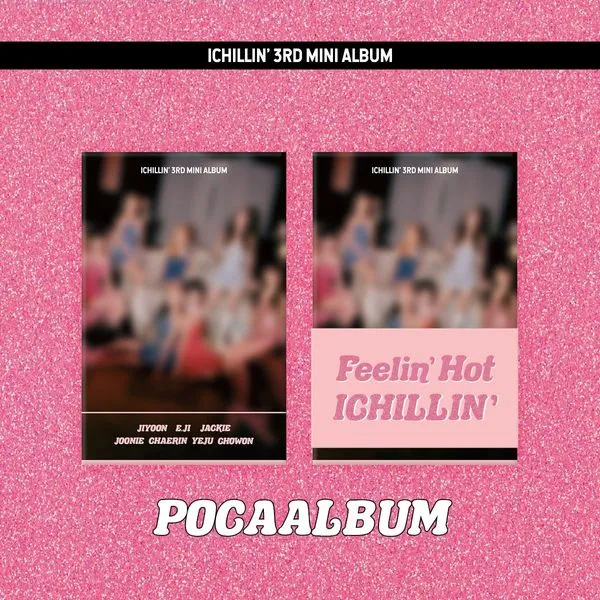 ICHILLIN' 3RD MINI ALBUM
ICHILLIN' 3RD MINI ALBUM
JIYOON E.JI JACKIE
JOONIE CHAERIN YEJU CHOWON
ICHILLIN' 3RD MINI ALBUM
Feelin' Hot
ICHILLIN'
POCAALBUM